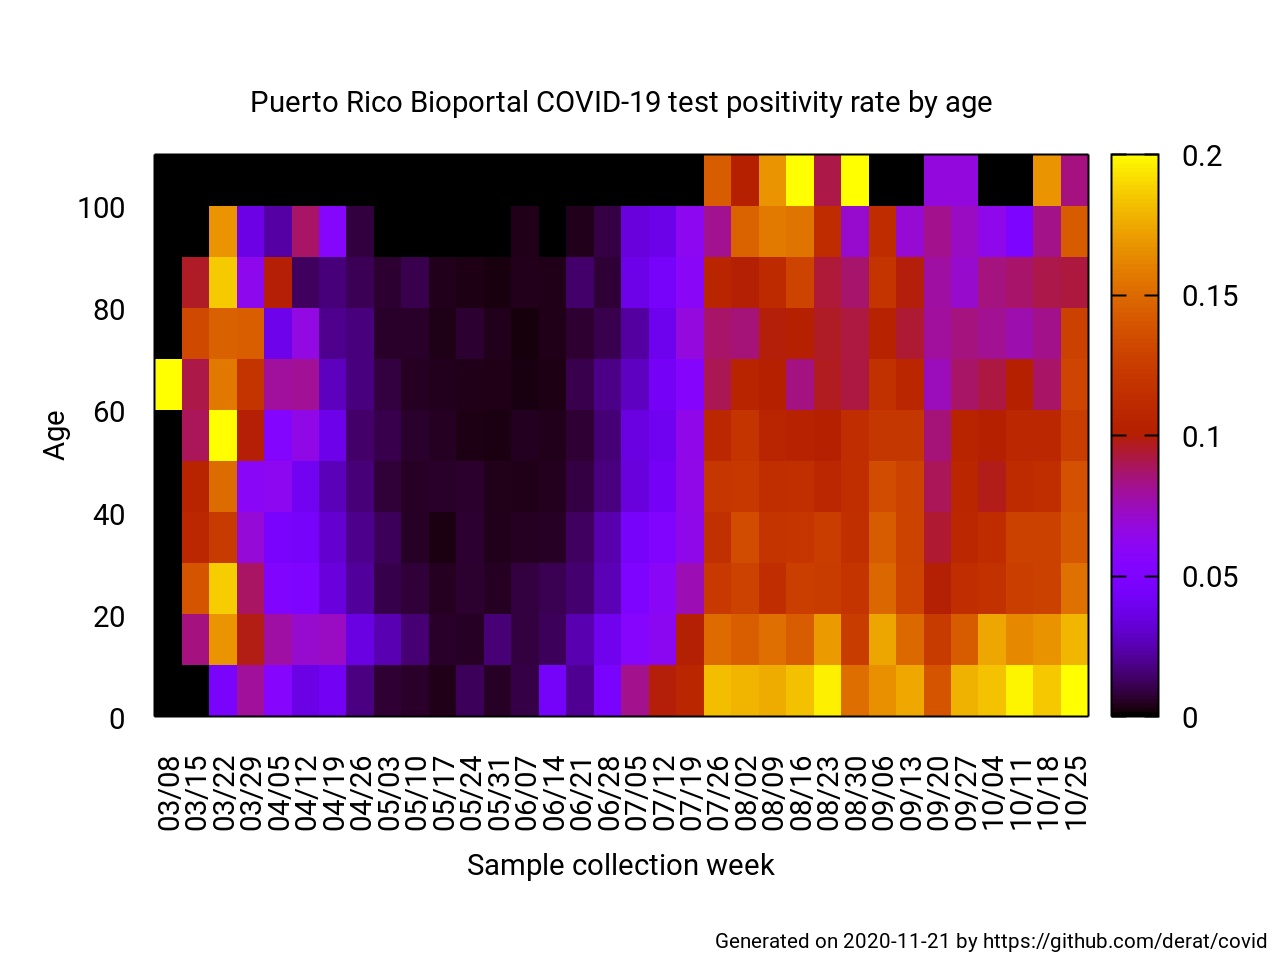 Puerto Rico Bioportal COVID-19 test positivity rate by age
0.2
100
0.15
80
Age
60
0.1
40
0.05
20
0
0
03/08 03/15 03/22 03/29 04/05 04/12 04/19 04/26 05/03 05/10 05/17 05/24 05/31 06/07 06/14 06/21 06/28 07/05 07/12 07/19 07/26 08/02 08/09 08/16 08/23 08/30 09/06 09/13 09/20 09/27 10/04 10/11 10/18 10/25
Sample collection week
Generated on 2020-11-21 by https://github.com/derat/covid